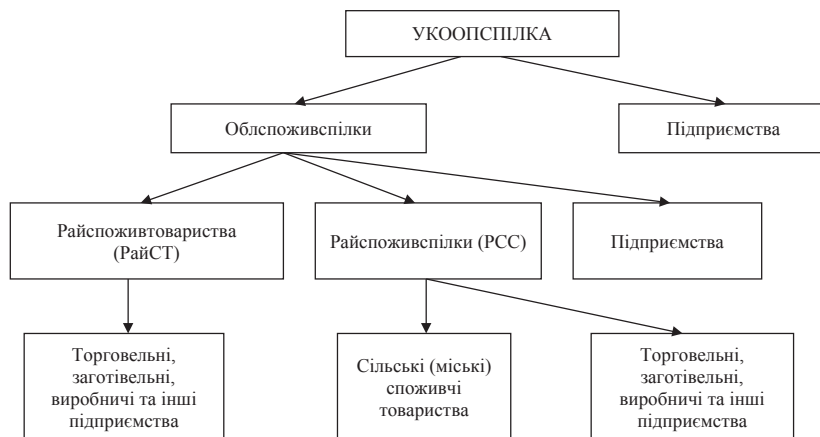 УКООПСПІЛКА
Облспоживспілки
Підприємства
Райспоживтовариства
(РайСТ)
Райспоживспілки (РСС)
Підприємства
Торговельні,
заготівельні,
виробничі та інші
підприємства
Сільські (міські)
споживчі
товариства
Торговельні,
заготівельні,
виробничі та інші
підприємства